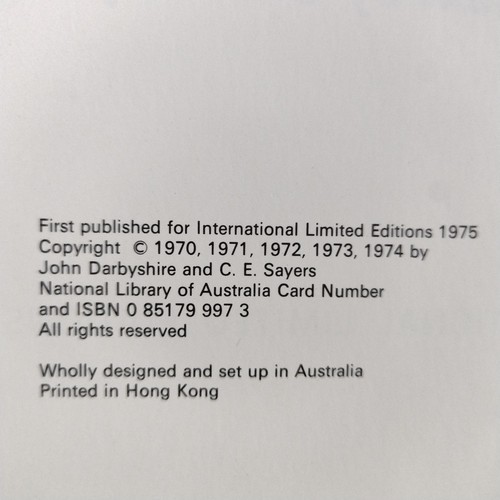 First published for International Limited Editions 1975
Copyright © 1970, 1971, 1972, 1973, 1974 by
John Darbyshire and C. E. Sayers
National Library of Australia Card Number
and ISBN 0 85179 997 3
All rights reserved
Wholly designed and set up in Australia
Printed in Hong Kong